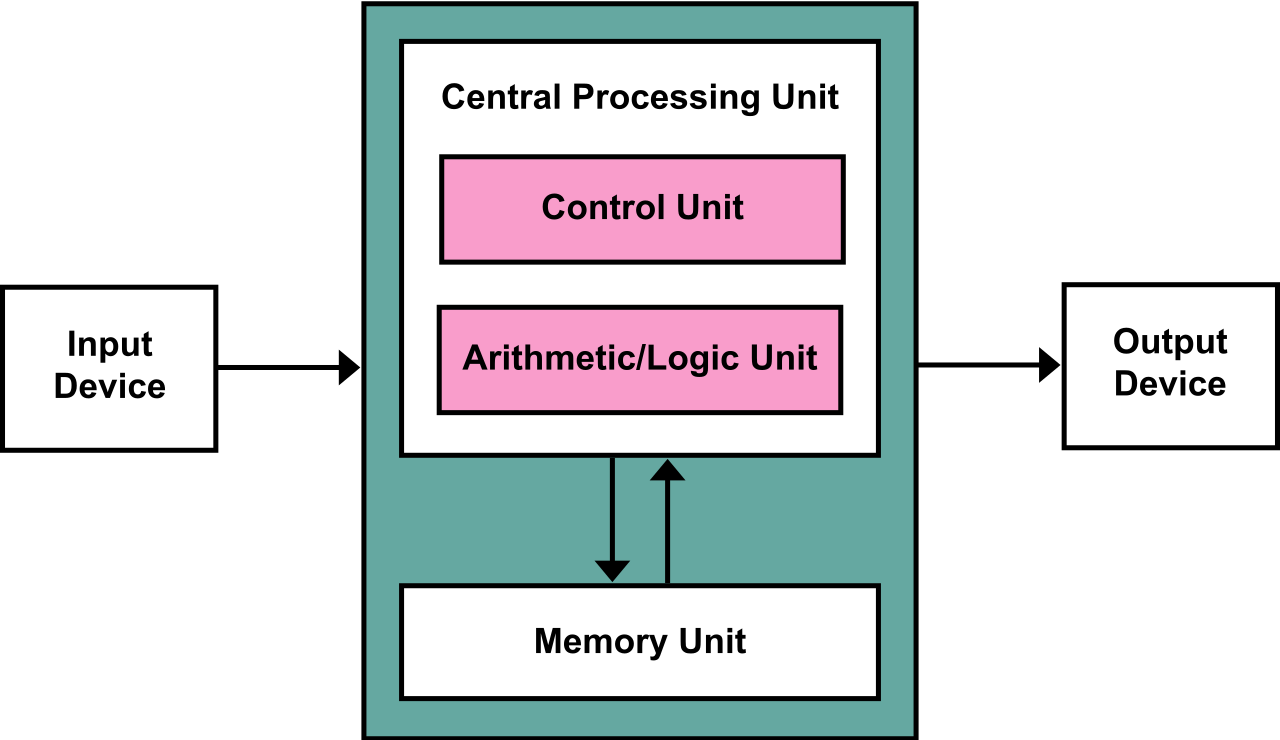 Central Processing Unit
Control Unit
Arithmetic/Logic Unit
Input
Device
Output
Device
Memory Unit